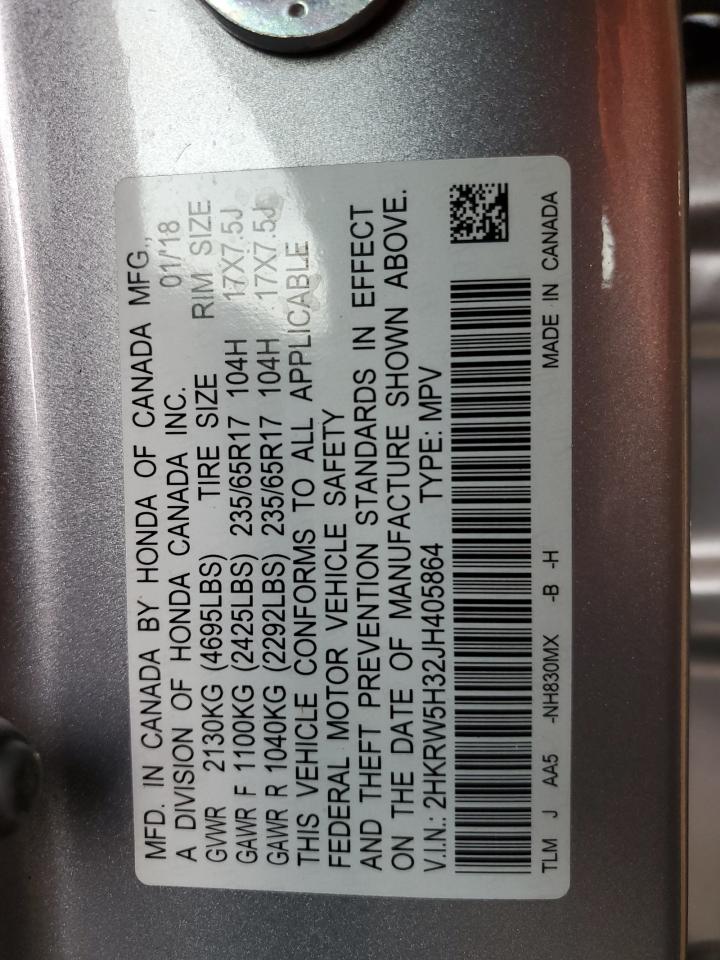 MFD. IN CANADA BY HONDA OF CANADA MFG.,
A DIVISION OF HONDA CANADA INC. 01/18
GVWR 2130KG (4695LBS) TIRE SIZE RIM SIZE
GAWR F 1100KG (2425LBS) 235/65R17 104H 17X7.5J
GAWR R 1040KG (2292LBS) 235/65R17 104H 17X7.5J
THIS VEHICLE CONFORMS TO ALL APPLICABLE
FEDERAL MOTOR VEHICLE SAFETY
AND THEFT PREVENTION STANDARDS IN EFFECT
ON THE DATE OF MANUFACTURE SHOWN ABOVE.
V.I.N.: 2HKRW5H32JH405864 TYPE: MPV
TLM J AA5 -NH830MX -B -H MADE IN CANADA